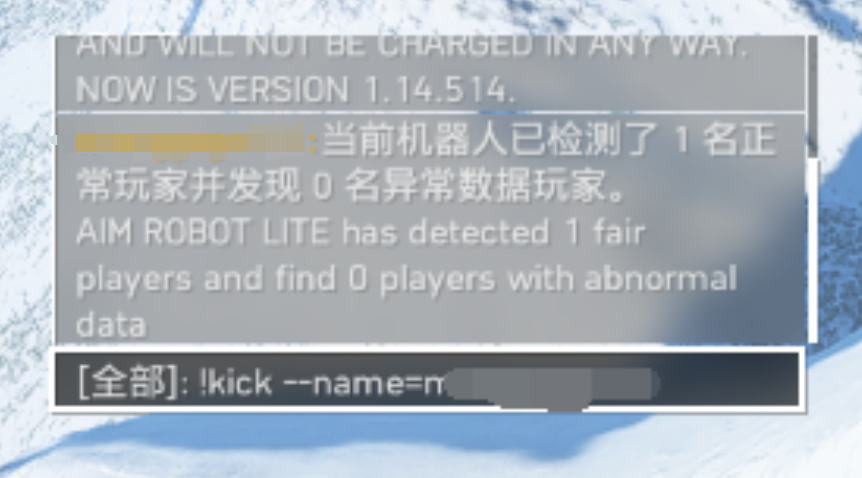 AND WILL NOT BE CHARGED IN ANY WAY.
NOW IS VERSION 1.14.514.
:当前机器人已检测了 1 名正
常玩家并发现 0 名异常数据玩家。
AIM ROBOT LITE has detected 1 fair
players and find 0 players with abnormal
data
[全部]: !kick --name=m